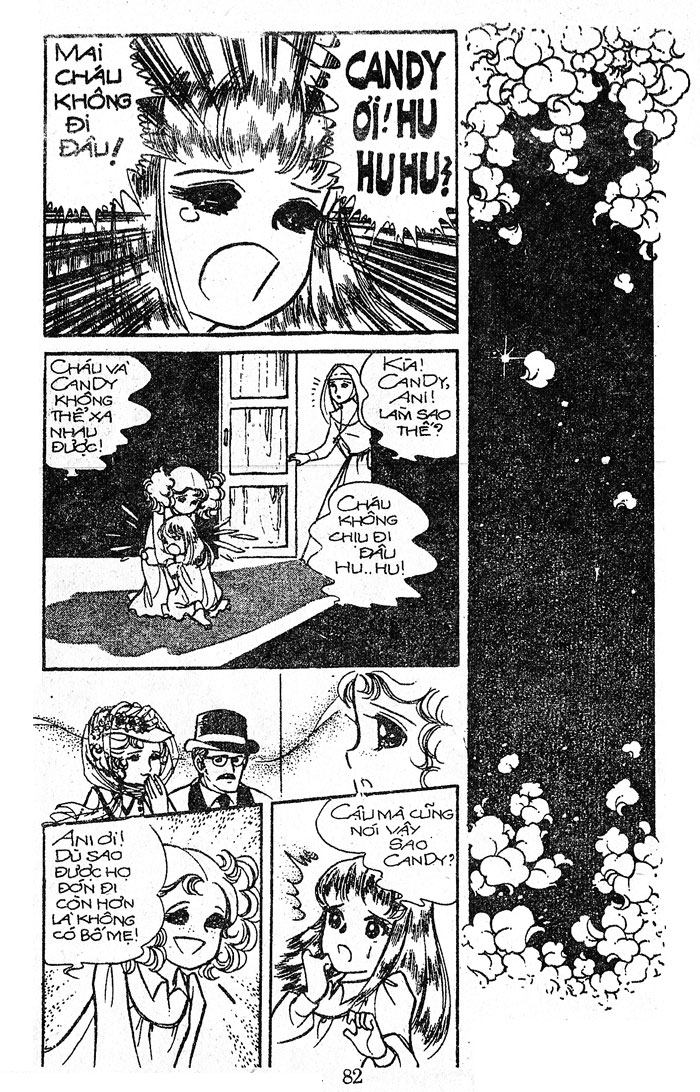 MAI
CHÁU
KHÔNG
ĐI
ĐÂU!
CANDY
ƠI! HU
HU HU!
CHÁU VÀ
CANDY
KHÔNG
THỂ XA
NHAU
ĐƯỢC!
KÌA!
CANDY,
ANI!
LÀM SAO
THẾ?
CHÁU
KHÔNG
CHỊU ĐI
ĐÂU
HU..HU!
ANI ƠI!
DÙ SAO
ĐƯỢC HỌ
ĐÓN ĐI
CÒN HƠN
LÀ KHÔNG
CÓ BỐ MẸ!
CẬU MÀ CŨNG
NÓI VẬY
SAO
CANDY?
82